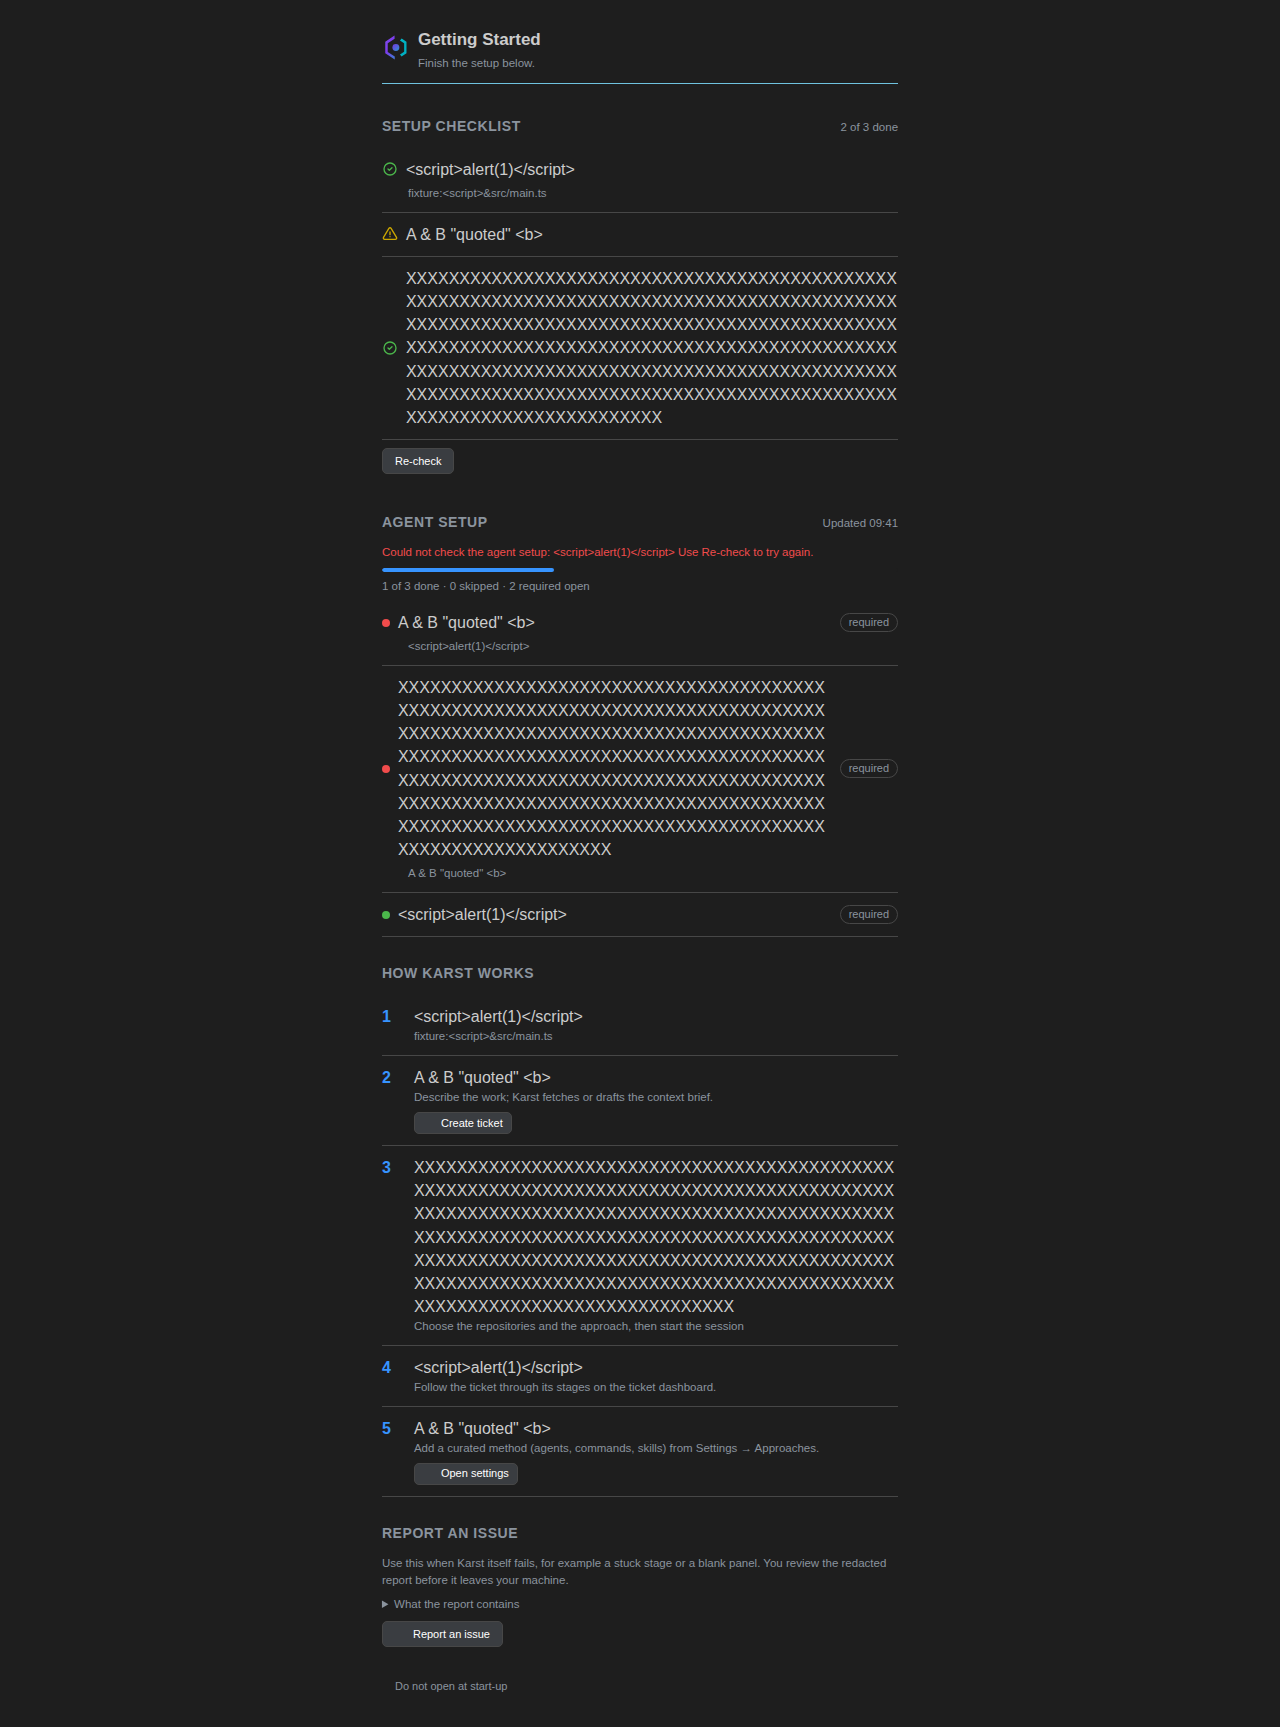 Getting Started
Finish the setup below.
SETUP CHECKLIST
2 of 3 done
<script>alert(1)</script>
fixture:<script>&src/main.ts
A & B "quoted" <b>
XXXXXXXXXXXXXXXXXXXXXXXXXXXXXXXXXXXXXXXXXXXXXX
XXXXXXXXXXXXXXXXXXXXXXXXXXXXXXXXXXXXXXXXXXXXXX
XXXXXXXXXXXXXXXXXXXXXXXXXXXXXXXXXXXXXXXXXXXXXX
XXXXXXXXXXXXXXXXXXXXXXXXXXXXXXXXXXXXXXXXXXXXXX
XXXXXXXXXXXXXXXXXXXXXXXXXXXXXXXXXXXXXXXXXXXXXX
XXXXXXXXXXXXXXXXXXXXXXXXXXXXXXXXXXXXXXXXXXXXXX
XXXXXXXXXXXXXXXXXXXXXXXX
Re-check
AGENT SETUP
Updated 09:41
Could not check the agent setup: <script>alert(1)</script> Use Re-check to try again.
1 of 3 done · 0 skipped · 2 required open
A & B "quoted" <b>
required
<script>alert(1)</script>
XXXXXXXXXXXXXXXXXXXXXXXXXXXXXXXXXXXXXXXX
XXXXXXXXXXXXXXXXXXXXXXXXXXXXXXXXXXXXXXXX
XXXXXXXXXXXXXXXXXXXXXXXXXXXXXXXXXXXXXXXX
XXXXXXXXXXXXXXXXXXXXXXXXXXXXXXXXXXXXXXXX
XXXXXXXXXXXXXXXXXXXXXXXXXXXXXXXXXXXXXXXX
XXXXXXXXXXXXXXXXXXXXXXXXXXXXXXXXXXXXXXXX
XXXXXXXXXXXXXXXXXXXXXXXXXXXXXXXXXXXXXXXX
XXXXXXXXXXXXXXXXXXXX
required
A & B "quoted" <b>
<script>alert(1)</script>
required
HOW KARST WORKS
1 <script>alert(1)</script>
fixture:<script>&src/main.ts
2 A & B "quoted" <b>
Describe the work; Karst fetches or drafts the context brief.
Create ticket
3 XXXXXXXXXXXXXXXXXXXXXXXXXXXXXXXXXXXXXXXXXXXXX
XXXXXXXXXXXXXXXXXXXXXXXXXXXXXXXXXXXXXXXXXXXXX
XXXXXXXXXXXXXXXXXXXXXXXXXXXXXXXXXXXXXXXXXXXXX
XXXXXXXXXXXXXXXXXXXXXXXXXXXXXXXXXXXXXXXXXXXXX
XXXXXXXXXXXXXXXXXXXXXXXXXXXXXXXXXXXXXXXXXXXXX
XXXXXXXXXXXXXXXXXXXXXXXXXXXXXXXXXXXXXXXXXXXXX
XXXXXXXXXXXXXXXXXXXXXXXXXXXXXX
Choose the repositories and the approach, then start the session
4 <script>alert(1)</script>
Follow the ticket through its stages on the ticket dashboard.
5 A & B "quoted" <b>
Add a curated method (agents, commands, skills) from Settings → Approaches.
Open settings
REPORT AN ISSUE
Use this when Karst itself fails, for example a stuck stage or a blank panel. You review the redacted
report before it leaves your machine.
What the report contains
Report an issue
Do not open at start-up